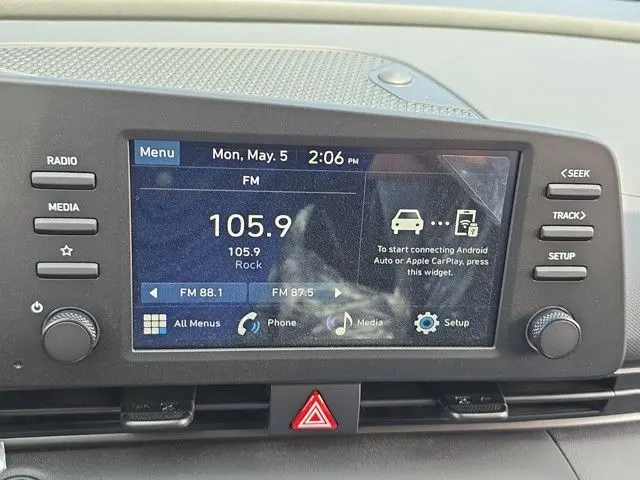 RADIO
MEDIA
Menu
Mon, May. 5 2:06 PM
FM
105.9
105.9
Rock
FM 88.1
FM 87.5
To start connecting Android
Auto or Apple CarPlay, press
this widget.
All Menus
Phone
Media
Setup
<SEEK
TRACK>
SETUP